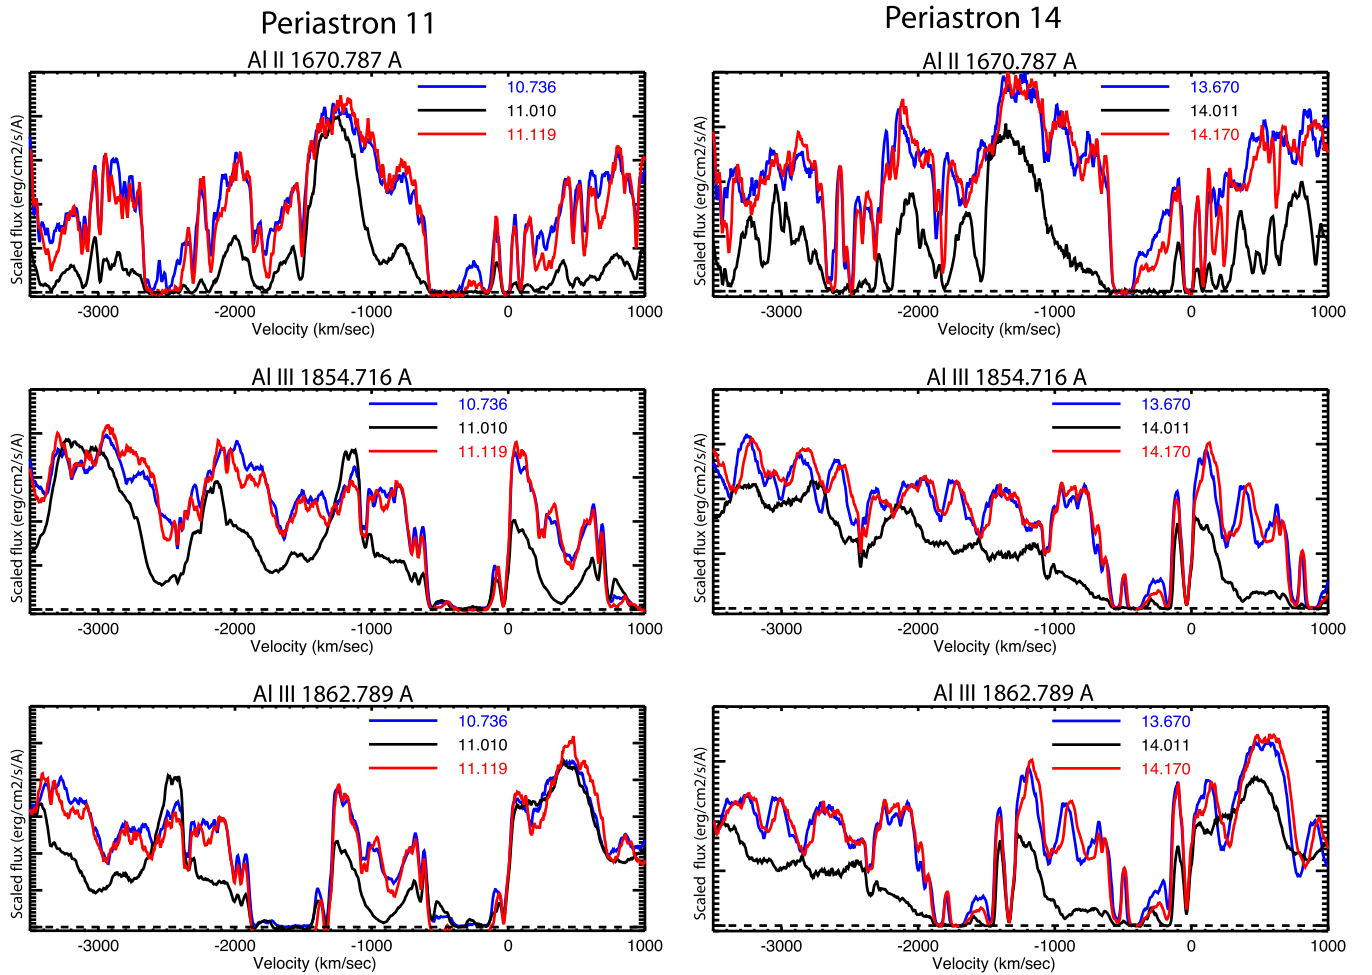 Periastron 11
Periastron 14
Al II 1670.787 A
Al II 1670.787 A
10.736
11.010
11.119
13.670
14.011
14.170
Scaled flux (erg/cm2/s/A)
Scaled flux (erg/cm2/s/A)
-3000 -2000 -1000 0 1000
-3000 -2000 -1000 0 1000
Velocity (km/sec)
Velocity (km/sec)
Al III 1854.716 A
Al III 1854.716 A
10.736
11.010
11.119
13.670
14.011
14.170
Scaled flux (erg/cm2/s/A)
Scaled flux (erg/cm2/s/A)
-3000 -2000 -1000 0 1000
-3000 -2000 -1000 0 1000
Velocity (km/sec)
Velocity (km/sec)
Al III 1862.789 A
Al III 1862.789 A
10.736
11.010
11.119
13.670
14.011
14.170
Scaled flux (erg/cm2/s/A)
Scaled flux (erg/cm2/s/A)
-3000 -2000 -1000 0 1000
-3000 -2000 -1000 0 1000
Velocity (km/sec)
Velocity (km/sec)